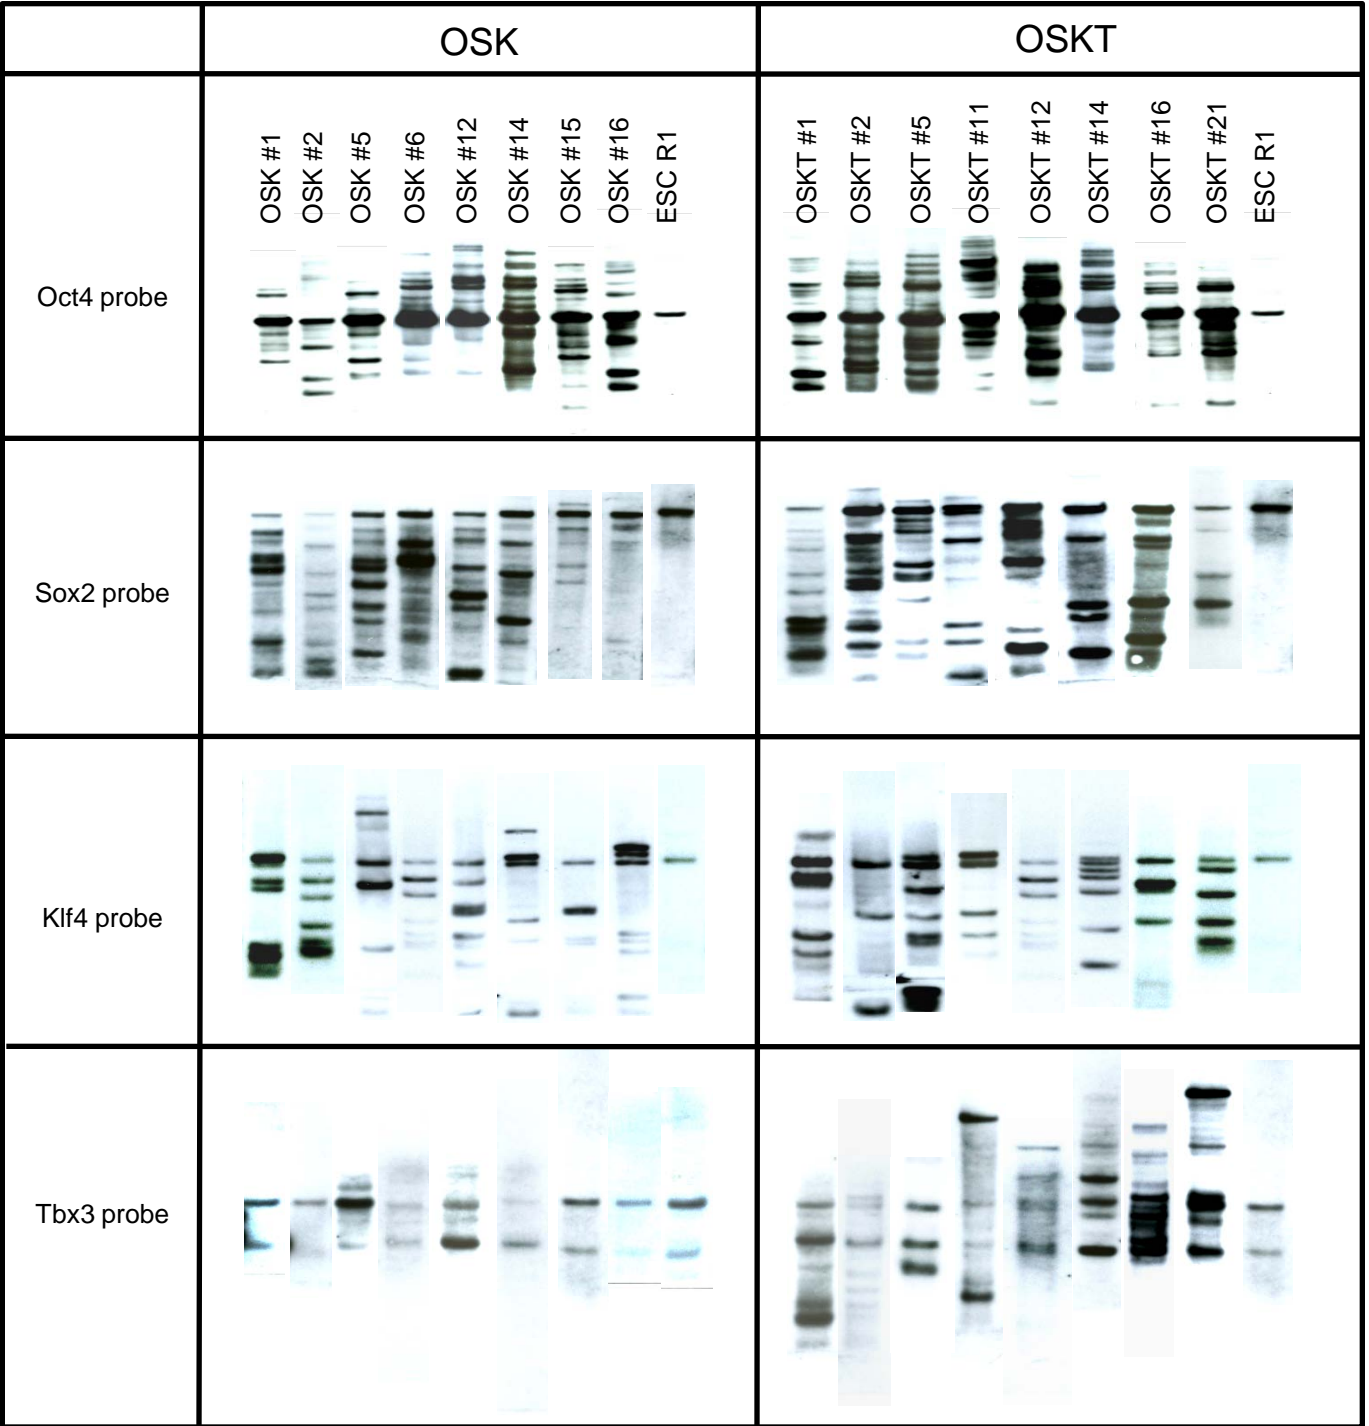 OSK
OSKT
OSK #1
OSK #2
OSK #5
OSK #6
OSK #12
OSK #14
OSK #15
OSK #16
ESC R1
OSKT #1
OSKT #2
OSKT #5
OSKT #11
OSKT #12
OSKT #14
OSKT #16
OSKT #21
ESC R1
Oct4 probe
Sox2 probe
Klf4 probe
Tbx3 probe